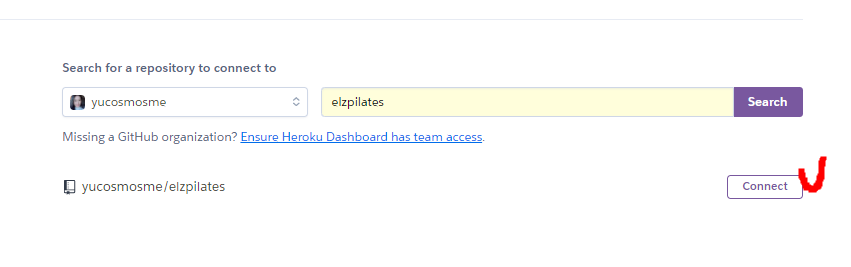 Search for a repository to connect to
yucosmosme elzpilates Search
Missing a GitHub organization? Ensure Heroku Dashboard has team access.
yucosmosme/elzpilates Connect